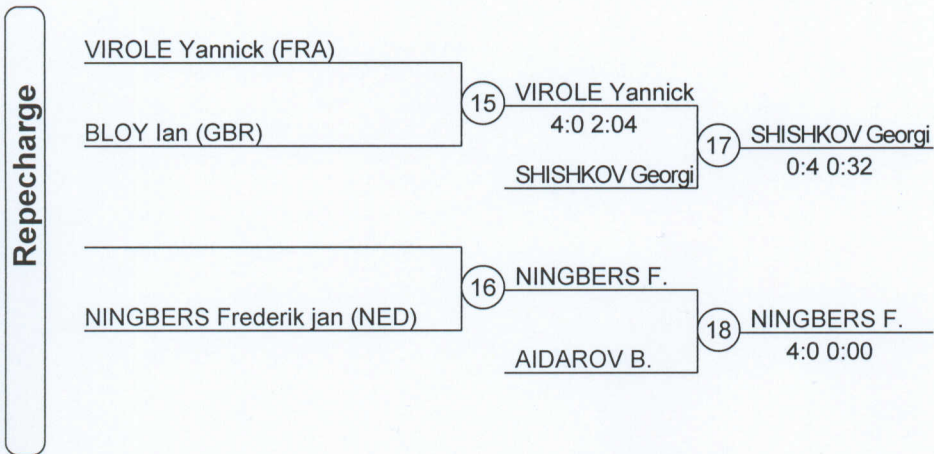 Repechage
VIROLE Yannick (FRA)
BLOY Ian (GBR)
15
VIROLE Yannick
4:0 2:04
SHISHKOV Georgi
17
SHISHKOV Georgi
0:4 0:32
NINGBERS Frederik jan (NED)
16
NINGBERS F.
AIDAROV B.
18
NINGBERS F.
4:0 0:00